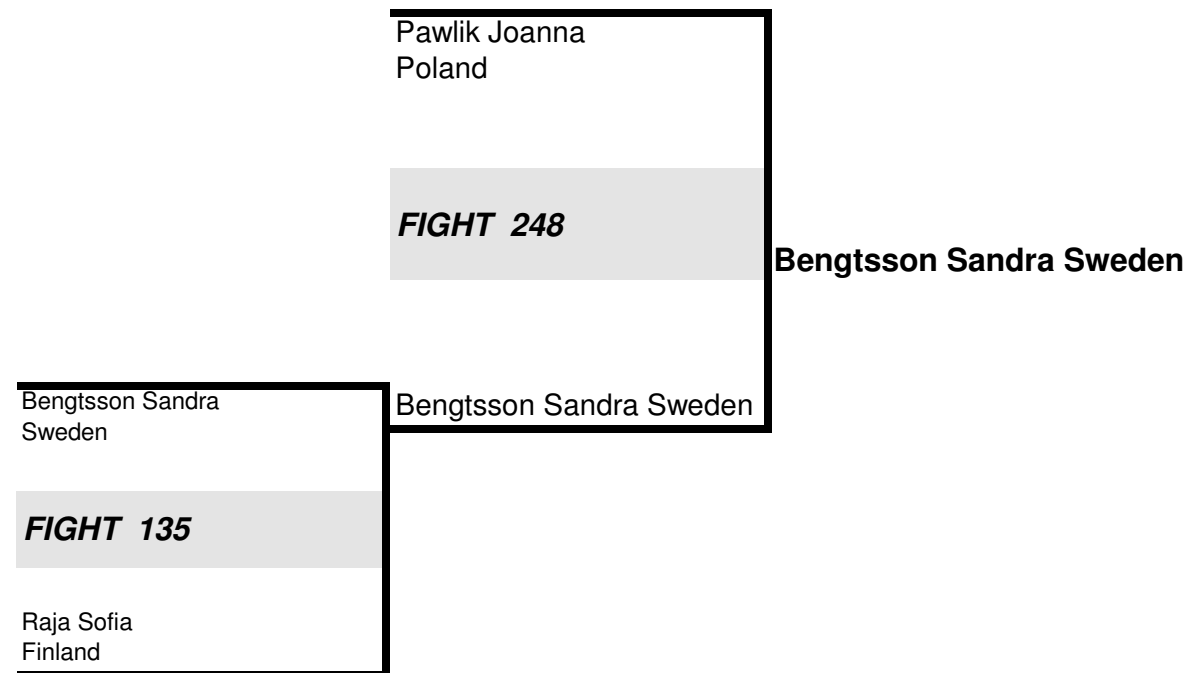 Pawlik Joanna
Poland
FIGHT 248
Bengtsson Sandra Sweden
Bengtsson Sandra Sweden
Bengtsson Sandra
Sweden
FIGHT 135
Raja Sofia
Finland